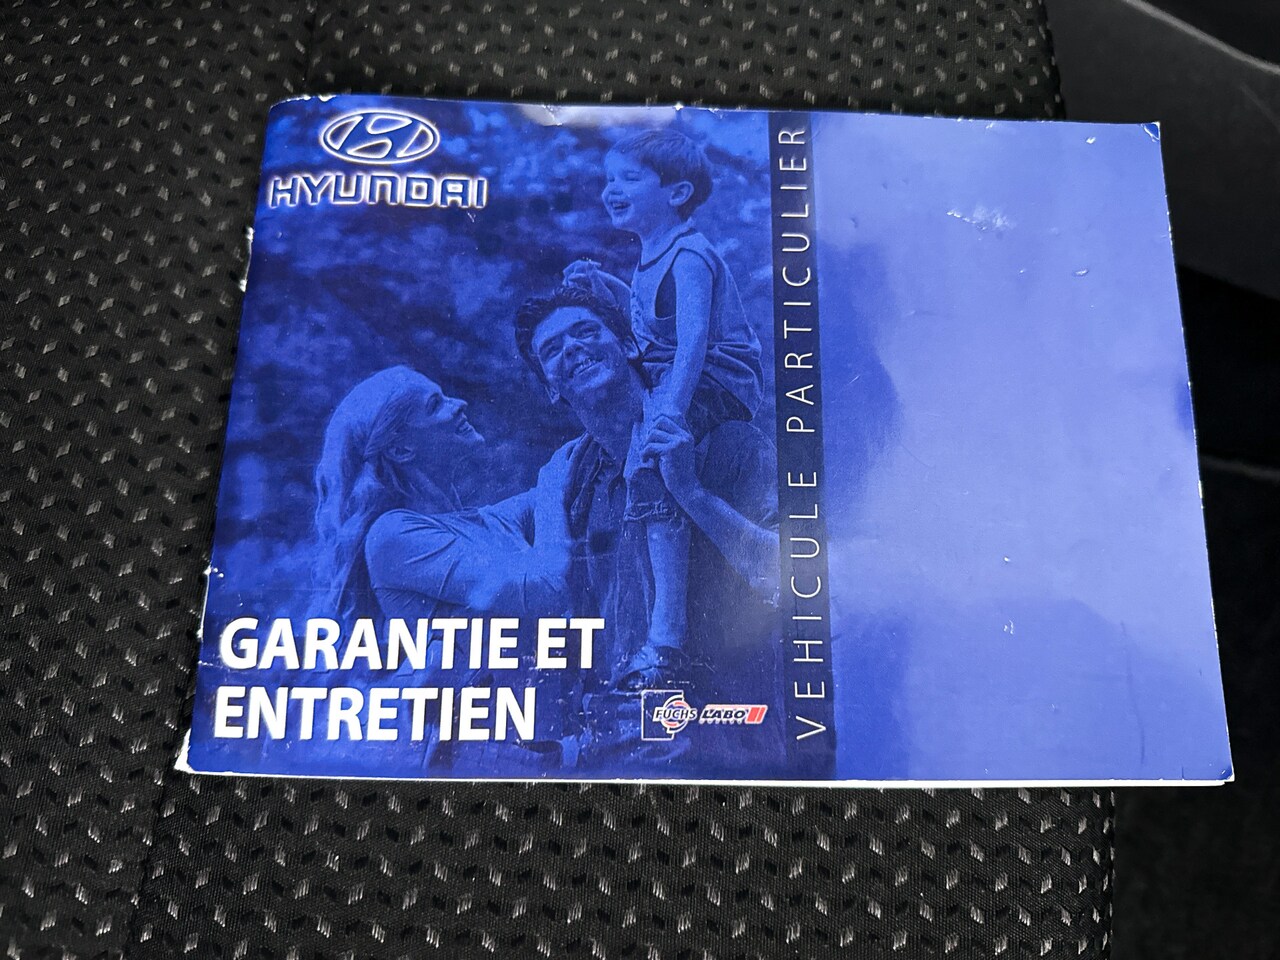 HYUNDAI
GARANTIE ET
ENTRETIEN
FUCHS LABO
VEHICULE PARTICULIER